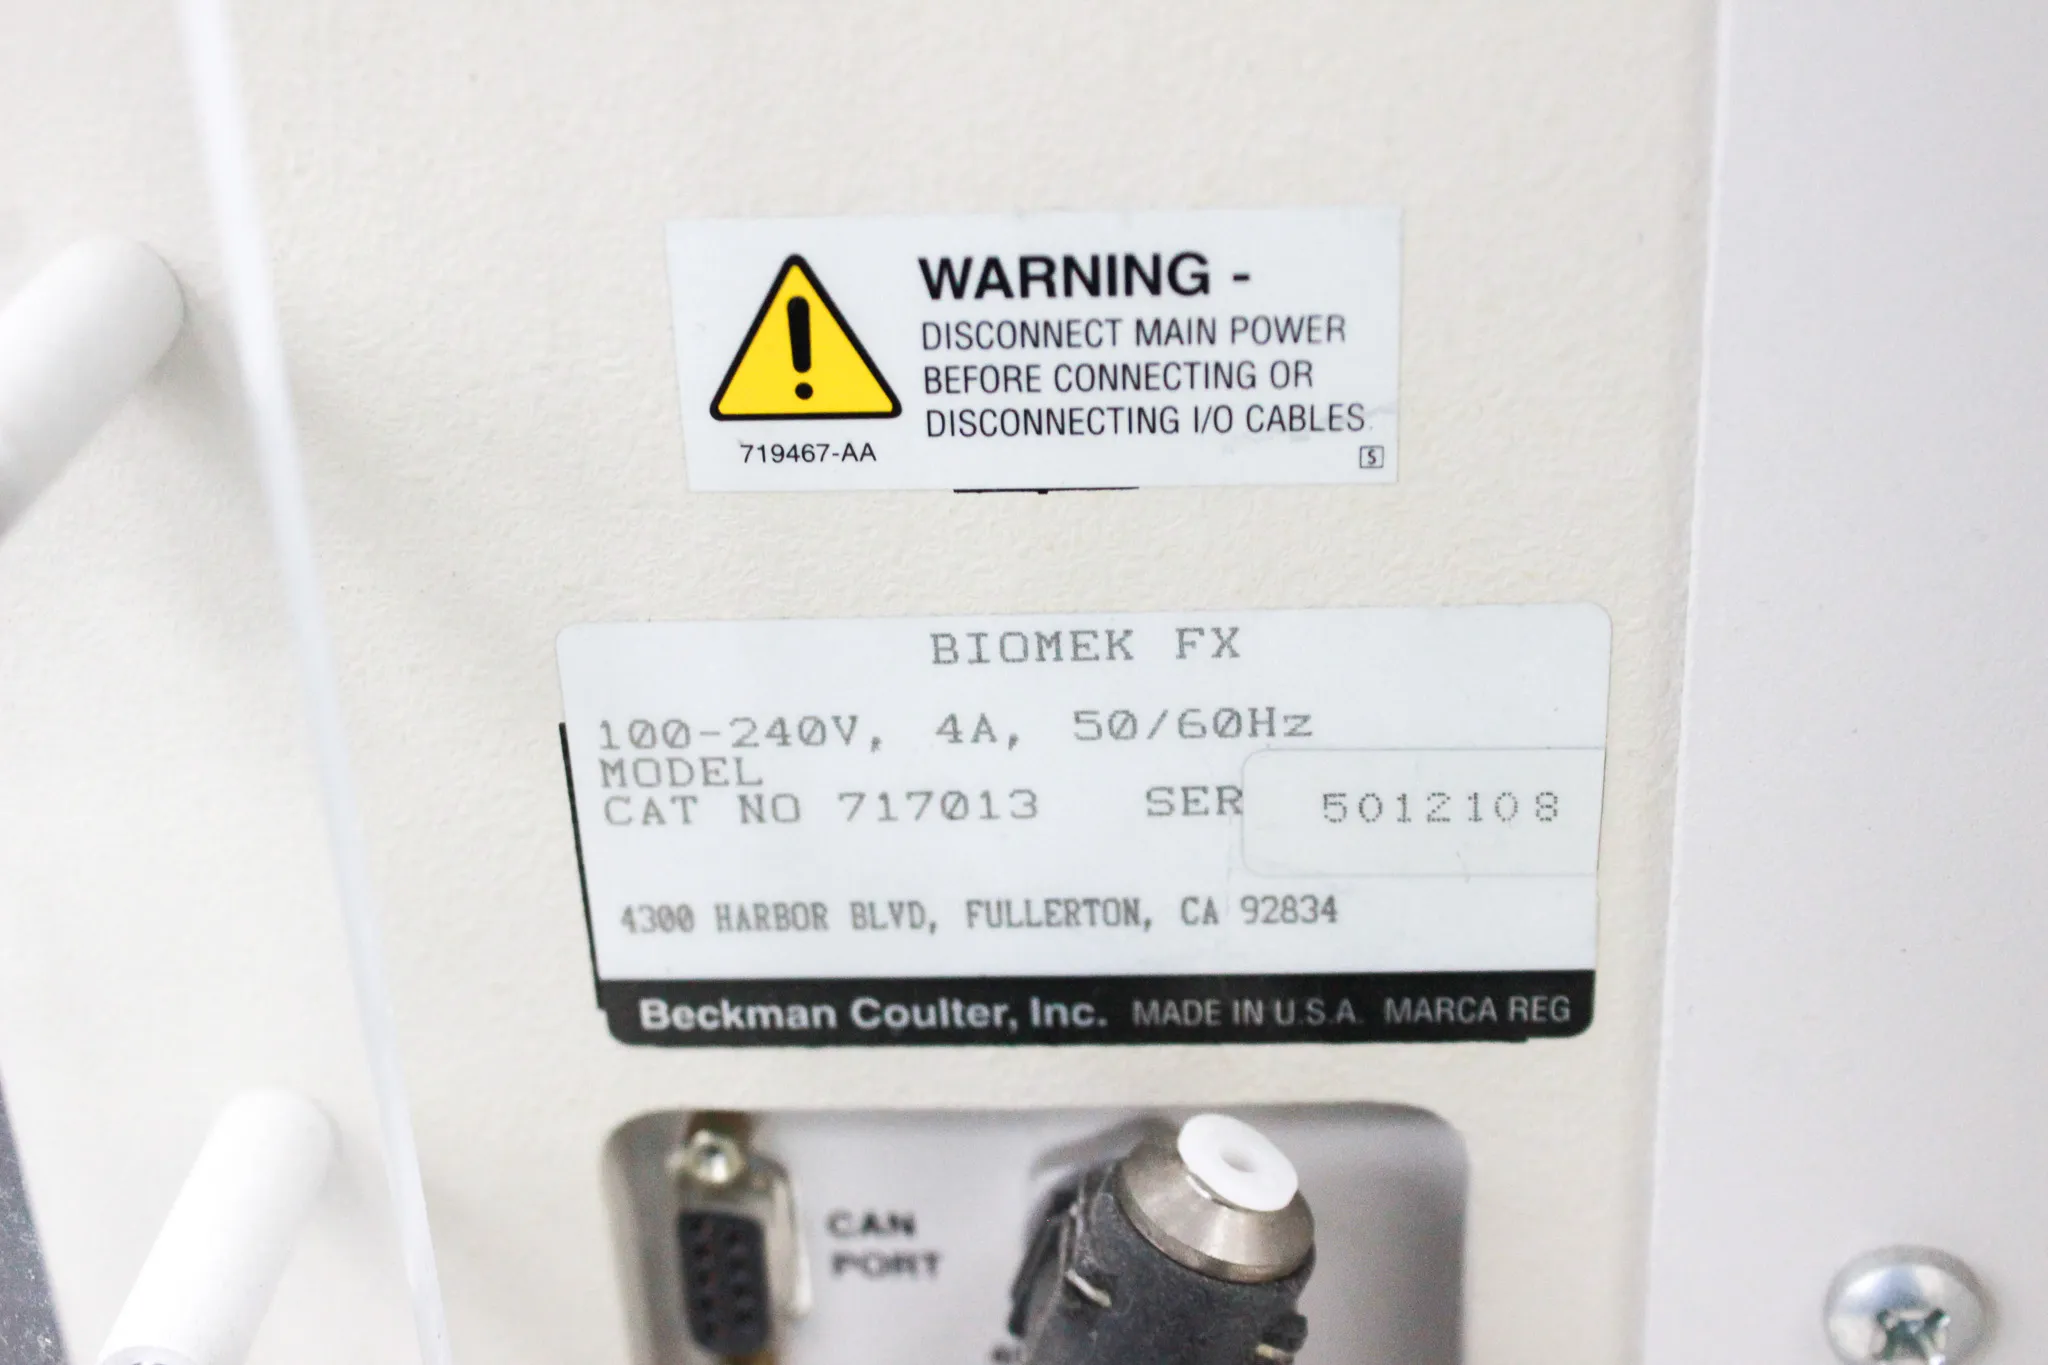 WARNING -
DISCONNECT MAIN POWER
BEFORE CONNECTING OR
DISCONNECTING I/O CABLES.
719467-AA
S
BIOMEK FX
100-240V, 4A, 50/60Hz
MODEL
CAT NO 717013 SER 5012108
4300 HARBOR BLVD, FULLERTON, CA 92834
Beckman Coulter, Inc. MADE IN U.S.A. MARCA REG
CAN
PORT